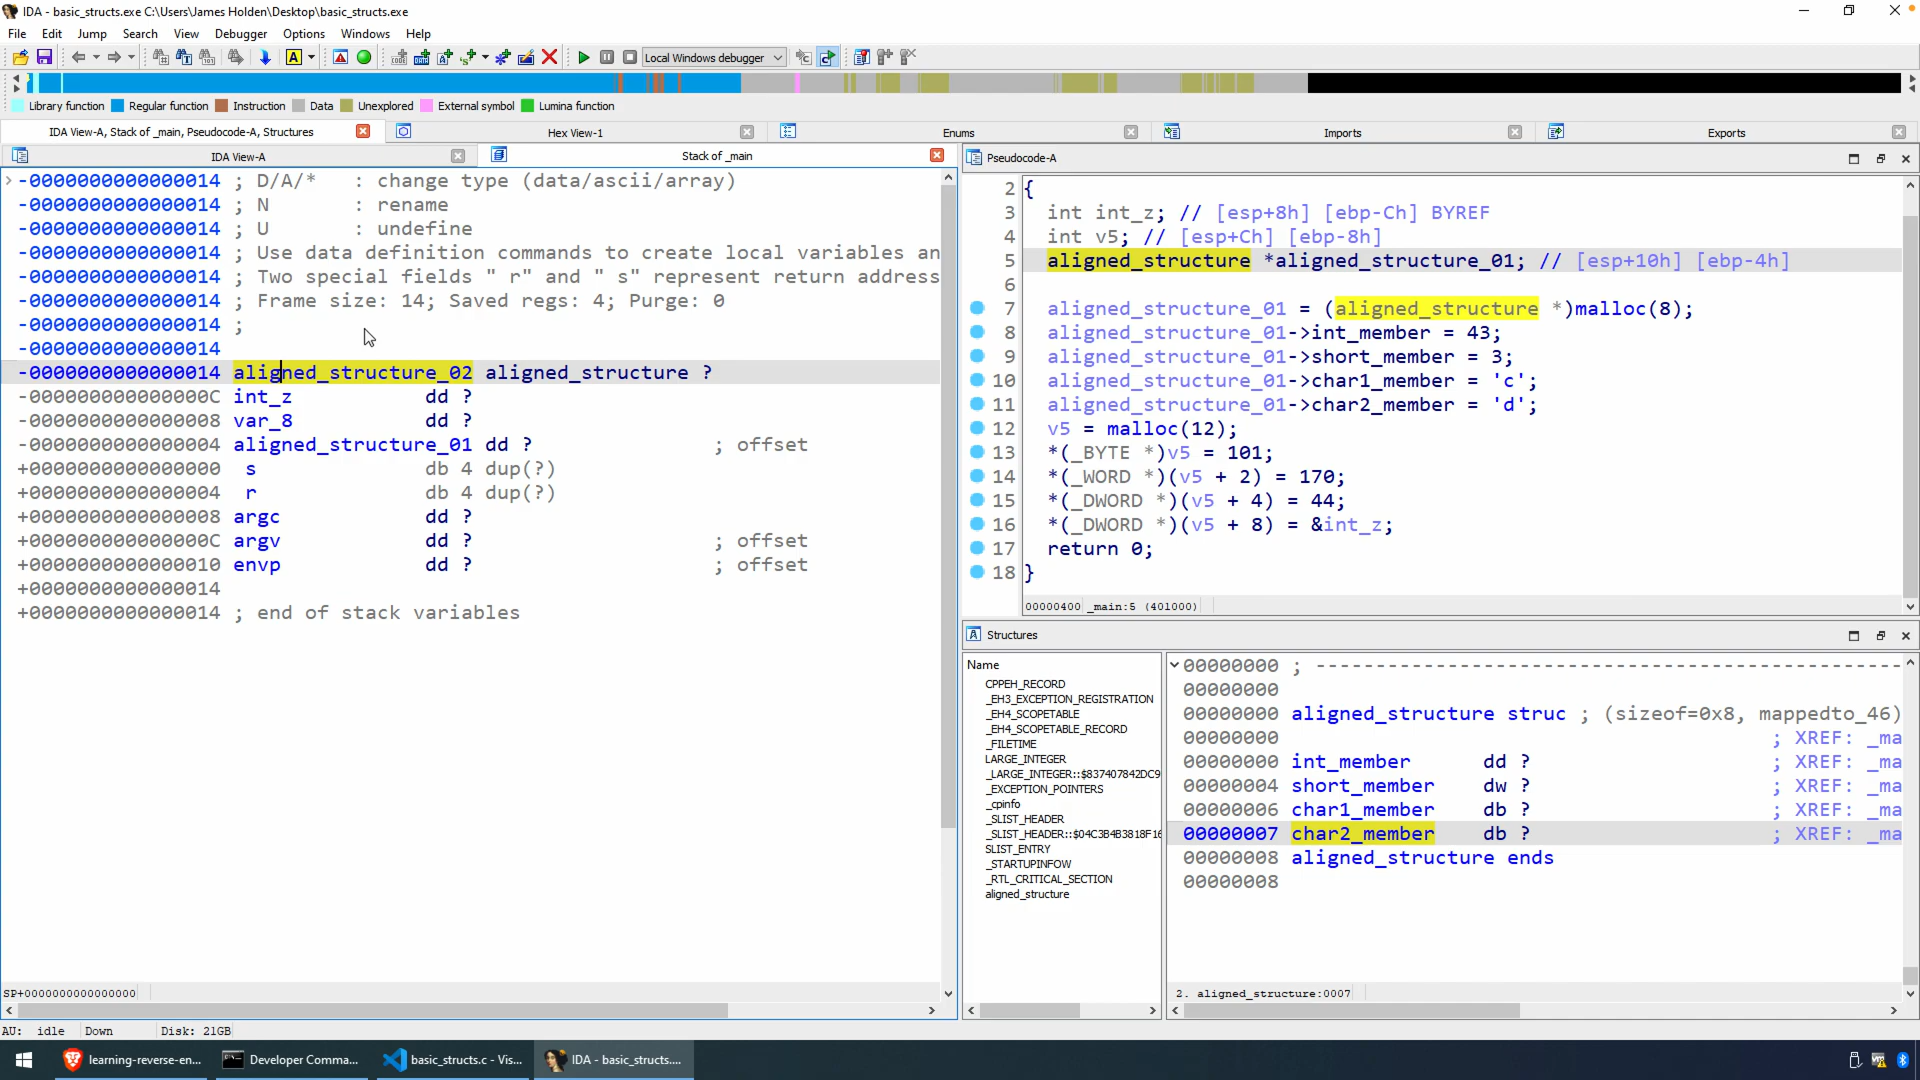 IDA - basic_structs.exe C:\Users\James Holden\Desktop\basic_structs.exe
File Edit Jump Search View Debugger Options Windows Help
Local Windows debugger
Library function Regular function Instruction Data Unexplored External symbol Lumina function
IDA View-A, Stack of _main, Pseudocode-A, Structures Hex View-1 Enums Imports Exports
IDA View-A Stack of _main
-0000000000000014 ; D/A/* : change type (data/ascii/array)
-0000000000000014 ; N : rename
-0000000000000014 ; U : undefine
-0000000000000014 ; Use data definition commands to create local variables an
-0000000000000014 ; Two special fields " r" and " s" represent return address
-0000000000000014 ; Frame size: 14; Saved regs: 4; Purge: 0
-0000000000000014 ;
-0000000000000014
-0000000000000014 aligned_structure_02 aligned_structure ?
-000000000000000C int_z dd ?
-0000000000000008 var_8 dd ?
-0000000000000004 aligned_structure_01 dd ? ; offset
+0000000000000000 s db 4 dup(?)
+0000000000000004 r db 4 dup(?)
+0000000000000008 argc dd ?
+000000000000000C argv dd ? ; offset
+0000000000000010 envp dd ? ; offset
+0000000000000014
+0000000000000014 ; end of stack variables
SP+0000000000000000
Pseudocode-A
2 {
3 int int_z; // [esp+8h] [ebp-Ch] BYREF
4 int v5; // [esp+Ch] [ebp-8h]
5 aligned_structure *aligned_structure_01; // [esp+10h] [ebp-4h]
6
7 aligned_structure_01 = (aligned_structure *)malloc(8);
8 aligned_structure_01->int_member = 43;
9 aligned_structure_01->short_member = 3;
10 aligned_structure_01->char1_member = 'c';
11 aligned_structure_01->char2_member = 'd';
12 v5 = malloc(12);
13 *(_BYTE *)v5 = 101;
14 *(_WORD *)(v5 + 2) = 170;
15 *(_DWORD *)(v5 + 4) = 44;
16 *(_DWORD *)(v5 + 8) = &int_z;
17 return 0;
18 }
00000400 _main:5 (401000)
Structures
Name
CPPEH_RECORD
_EH3_EXCEPTION_REGISTRATION
_EH4_SCOPETABLE
_EH4_SCOPETABLE_RECORD
_FILETIME
LARGE_INTEGER
_LARGE_INTEGER::$837407842DC9
_EXCEPTION_POINTERS
_cpinfo
_SLIST_HEADER
_SLIST_HEADER::$04C3B4B3818F16
SLIST_ENTRY
_STARTUPINFOW
_RTL_CRITICAL_SECTION
aligned_structure
00000000 ; -------------------------------------------------
00000000
00000000 aligned_structure struc ; (sizeof=0x8, mappedto_46)
00000000 ; XREF: _ma
00000000 int_member dd ? ; XREF: _ma
00000004 short_member dw ? ; XREF: _ma
00000006 char1_member db ? ; XREF: _ma
00000007 char2_member db ? ; XREF: _ma
00000008 aligned_structure ends
00000008
2. aligned_structure:0007
AU: idle Down Disk: 21GB
learning-reverse-en... Developer Comma... basic_structs.c - Vis... IDA - basic_structs....